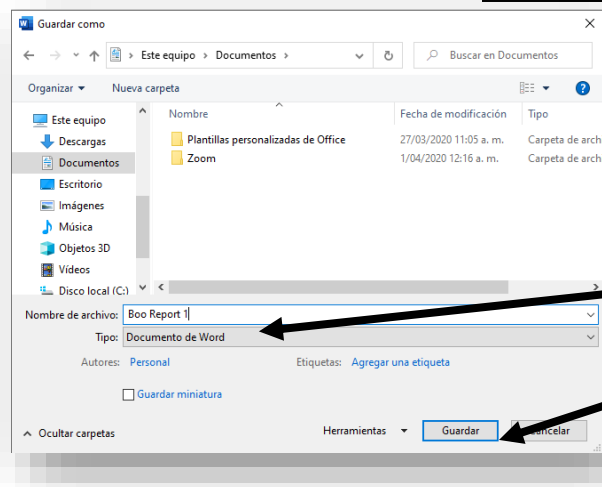 Guardar como
Este equipo > Documentos >
Buscar en Documentos
Organizar Nueva carpeta
Nombre Fecha de modificación Tipo
Este equipo
Descargas
Documentos
Escritorio
Imágenes
Música
Objetos 3D
Vídeos
Disco local (C:)
Plantillas personalizadas de Office 27/03/2020 11:05 a. m. Carpeta de arch
Zoom 1/04/2020 12:16 a. m. Carpeta de arch
Nombre de archivo: Boo Report 1
Tipo: Documento de Word
Autores: Personal Etiquetas: Agregar una etiqueta
Guardar miniatura
Ocultar carpetas Herramientas Guardar Cancelar